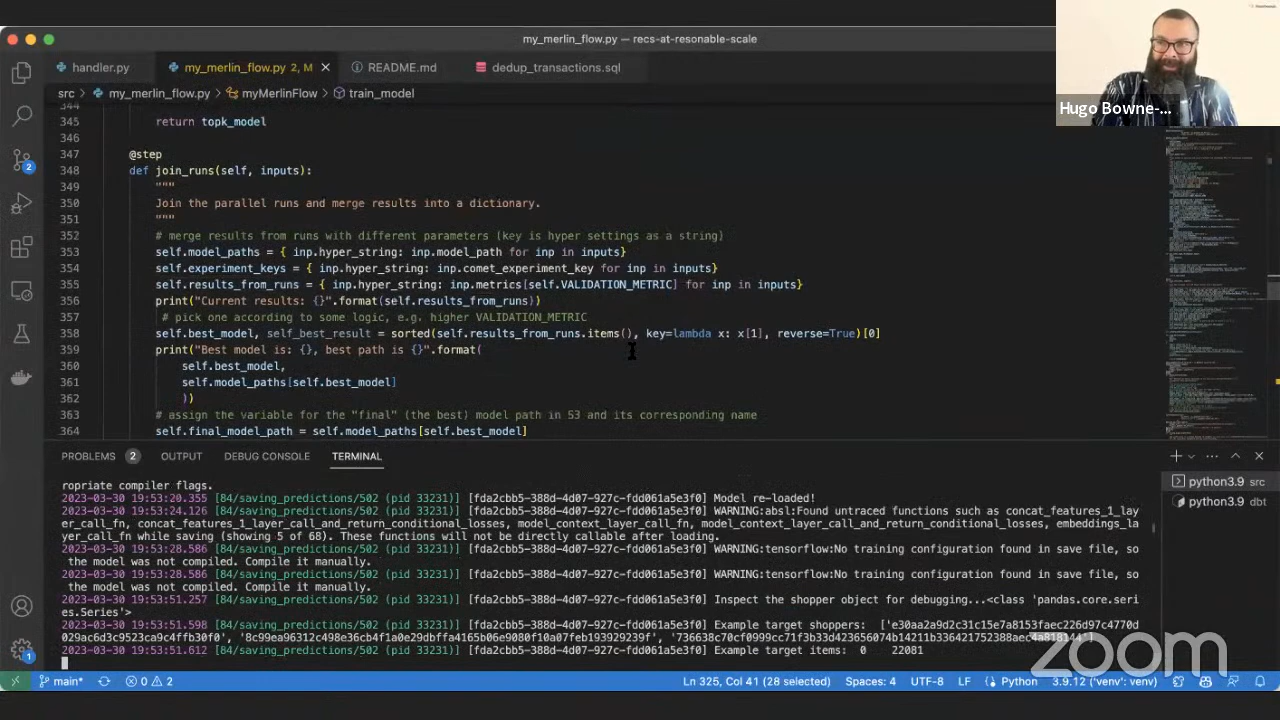 my_merlin_flow.py — recs-at-resonable-scale
handler.py
my_merlin_flow.py 2, M
README.md
dedup_transactions.sql
Hugo Bowne-...
src > my_merlin_flow.py > myMerlinFlow > train_model
344
345 return topk_model
346
347 @step
348 def join_runs(self, inputs):
349 """
350 Join the parallel runs and merge results into a dictionary.
351 """
352 # merge results from runs with different parameters (key is hyper settings as a string)
353 self.model_paths = { inp.hyper_string: inp.model_path for inp in inputs}
354 self.experiment_keys = { inp.hyper_string: inp.comet_experiment_key for inp in inputs}
355 self.results_from_runs = { inp.hyper_string: inp.metrics[self.VALIDATION_METRIC] for inp in inputs}
356 print("Current results: {}".format(self.results_from_runs))
357 # pick one according to some logic, e.g. higher VALIDATION_METRIC
358 self.best_model, self_best_result = sorted(self.results_from_runs.items(), key=lambda x: x[1], reverse=True)[0]
359 print("Best model is: {}, best path is {}".format(
360 self.best_model,
361 self.model_paths[self.best_model]
362 ))
363 # assign the variable for the "final" (the best) model path in S3 and its corresponding name
364 self.final_model_path = self.model_paths[self.best_model]
PROBLEMS 2 OUTPUT DEBUG CONSOLE TERMINAL
python3.9 src
python3.9 dbt
ropriate compiler flags.
2023-03-30 19:53:20.355 [84/saving_predictions/502 (pid 33231)] [fda2cbb5-388d-4d07-927c-fdd061a5e3f0] Model re-loaded!
2023-03-30 19:53:24.126 [84/saving_predictions/502 (pid 33231)] [fda2cbb5-388d-4d07-927c-fdd061a5e3f0] WARNING:absl:Found untraced functions such as concat_features_1_lay
er_call_fn, concat_features_1_layer_call_and_return_conditional_losses, model_context_layer_call_fn, model_context_layer_call_and_return_conditional_losses, embeddings_la
yer_call_fn while saving (showing 5 of 68). These functions will not be directly callable after loading.
2023-03-30 19:53:28.586 [84/saving_predictions/502 (pid 33231)] [fda2cbb5-388d-4d07-927c-fdd061a5e3f0] WARNING:tensorflow:No training configuration found in save file, so
the model was not compiled. Compile it manually.
2023-03-30 19:53:28.586 [84/saving_predictions/502 (pid 33231)] [fda2cbb5-388d-4d07-927c-fdd061a5e3f0] WARNING:tensorflow:No training configuration found in save file, so
the model was not compiled. Compile it manually.
2023-03-30 19:53:51.257 [84/saving_predictions/502 (pid 33231)] [fda2cbb5-388d-4d07-927c-fdd061a5e3f0] Inspect the shopper object for debugging...<class 'pandas.core.seri
es.Series'>
2023-03-30 19:53:51.598 [84/saving_predictions/502 (pid 33231)] [fda2cbb5-388d-4d07-927c-fdd061a5e3f0] Example target shoppers: ['e30aa2a9d2c31c15e7a8153faec226d97c4770d
029ac6d3c9523ca9c4ffb30f0', '8c99ea96312c498e36cb4f1a0e29dbffa4165b06e9080f10a07feb193929239f',
2023-03-30 19:53:51.612 [84/saving_predictions/502 (pid 33231)] [fda2cbb5-388d-4d07-927c-fdd061a5e3f0] Example target items: 0 22081
zoom
main* 0 2 Ln 325, Col 41 (28 selected) Spaces: 4 UTF-8 LF Python 3.9.12 ('venv': venv)